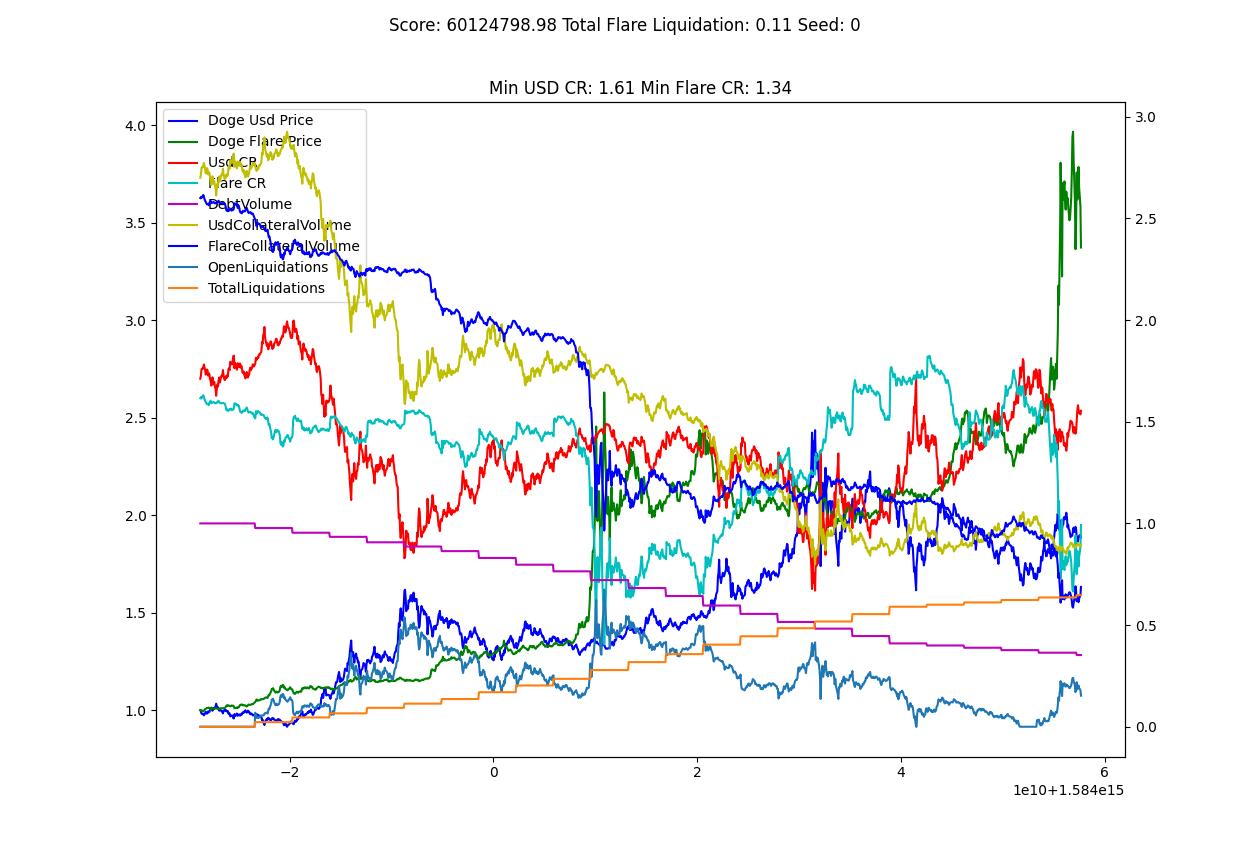 Score: 60124798.98 Total Flare Liquidation: 0.11 Seed: 0
Min USD CR: 1.61 Min Flare CR: 1.34
Doge Usd Price
Doge Flare Price
Usd CR
Flare CR
DebtVolume
UsdCollateralVolume
FlareCollateralVolume
OpenLiquidations
TotalLiquidations
4.0
3.5
3.0
2.5
2.0
1.5
1.0
3.0
2.5
2.0
1.5
1.0
0.5
0.0
−2 0 2 4 6
1e10+1.584e15